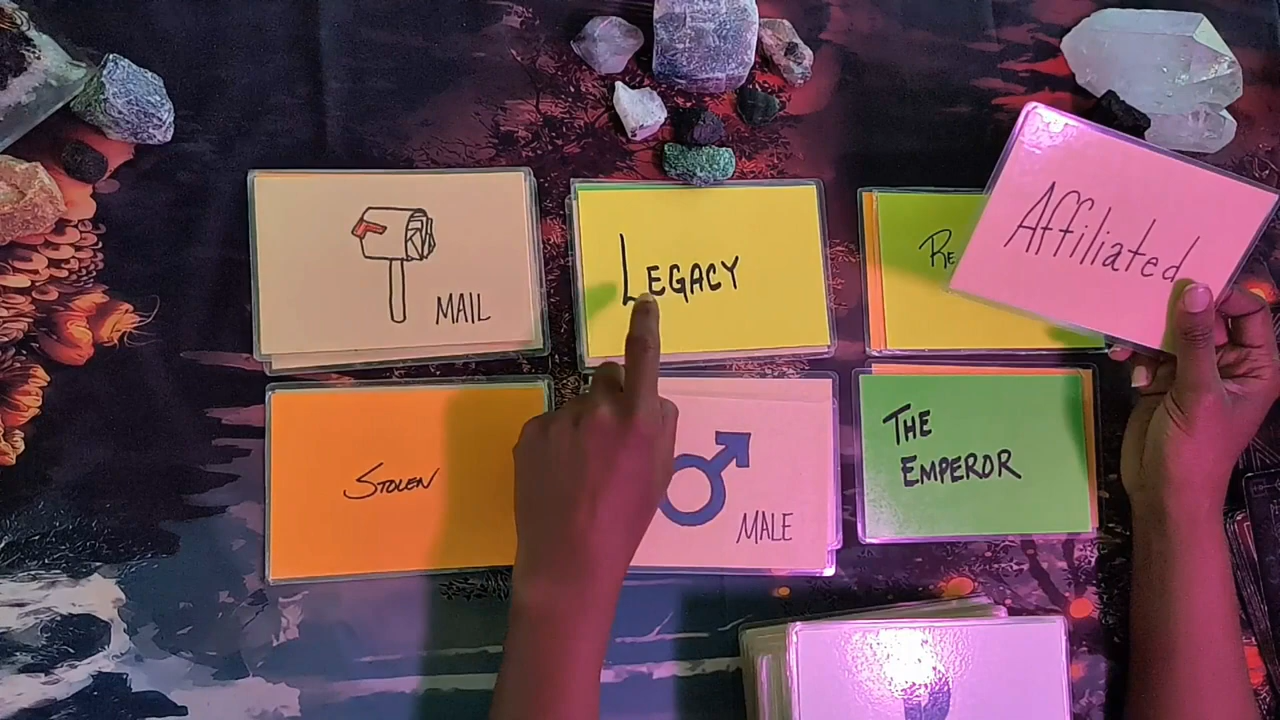 MAIL
LEGACY
Affiliated
STOLEN
MALE
THE
EMPEROR